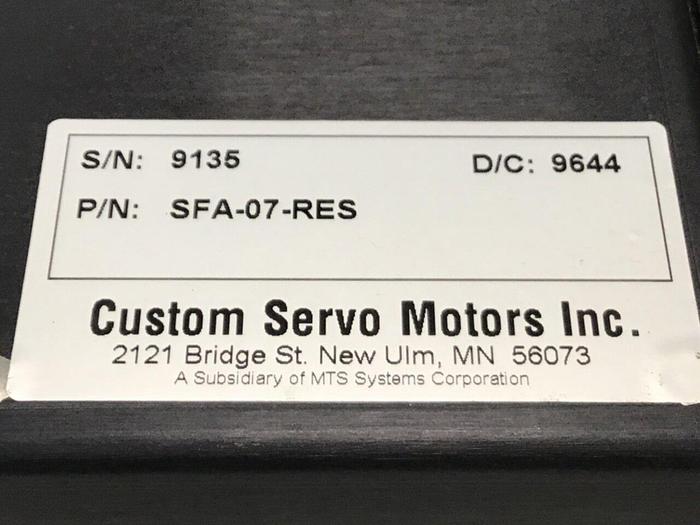 S/N: 9135 D/C: 9644
P/N: SFA-07-RES
Custom Servo Motors Inc.
2121 Bridge St. New Ulm, MN 56073
A Subsidiary of MTS Systems Corporation